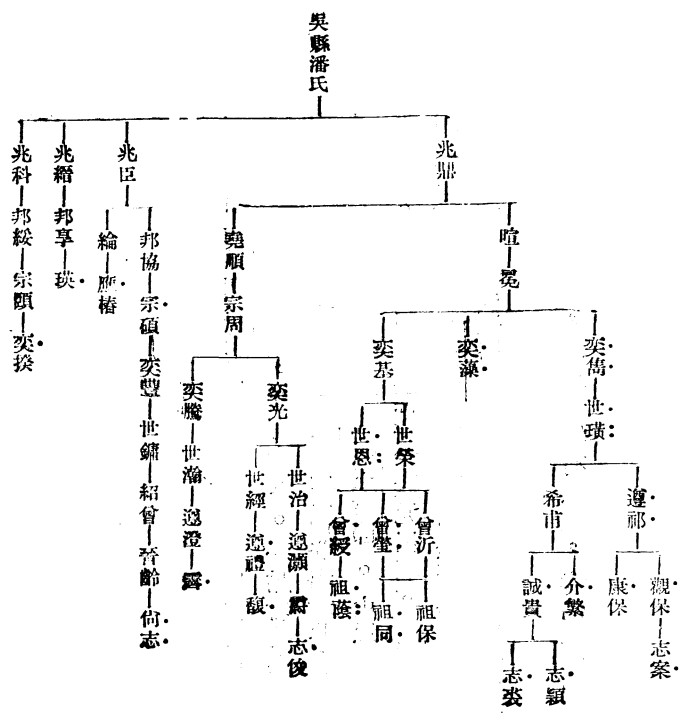 吳縣潘氏
兆鼎
兆臣
兆縉
兆科
暄
冕
堯順
宗周
邦協
宗碩
奕豐
世鏞
紹曾
晉齡
尙志
綸
應椿
邦享
瑛
邦綏
宗頤
奕揆
奕雋
世璜
奕藻
奕基
奕光
奕騰
世瀚
遵澄
霨
世榮
世恩
世治
遵灝
志俊
世經
遵禮
馥
遵祁
希甫
曾沂
曾瑩
曾綬
祖保
祖同
祖蔭
觀保
康保
志案
介繁
誠貴
志穎
志裘